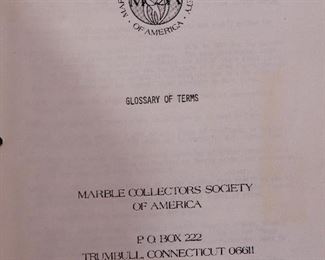 OF AMERICA
GLOSSARY OF TERMS
MARBLE COLLECTORS SOCIETY
OF AMERICA
P.O. BOX 222
TRUMBULL, CONNECTICUT 06611